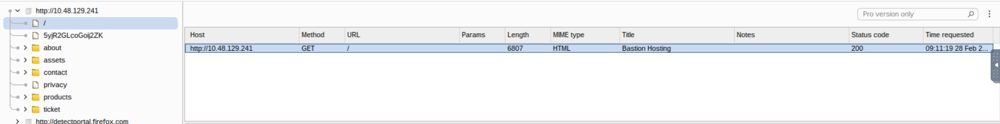 http://10.48.129.241
/
5yjR2GLcoGoij2ZK
about
assets
contact
privacy
products
ticket
http://detectportal.firefox.com
Pro version only
Host Method URL Params Length MIME type Title Notes Status code Time requested
http://10.48.129.241 GET / 6807 HTML Bastion Hosting 200 09:11:19 28 Feb 2...